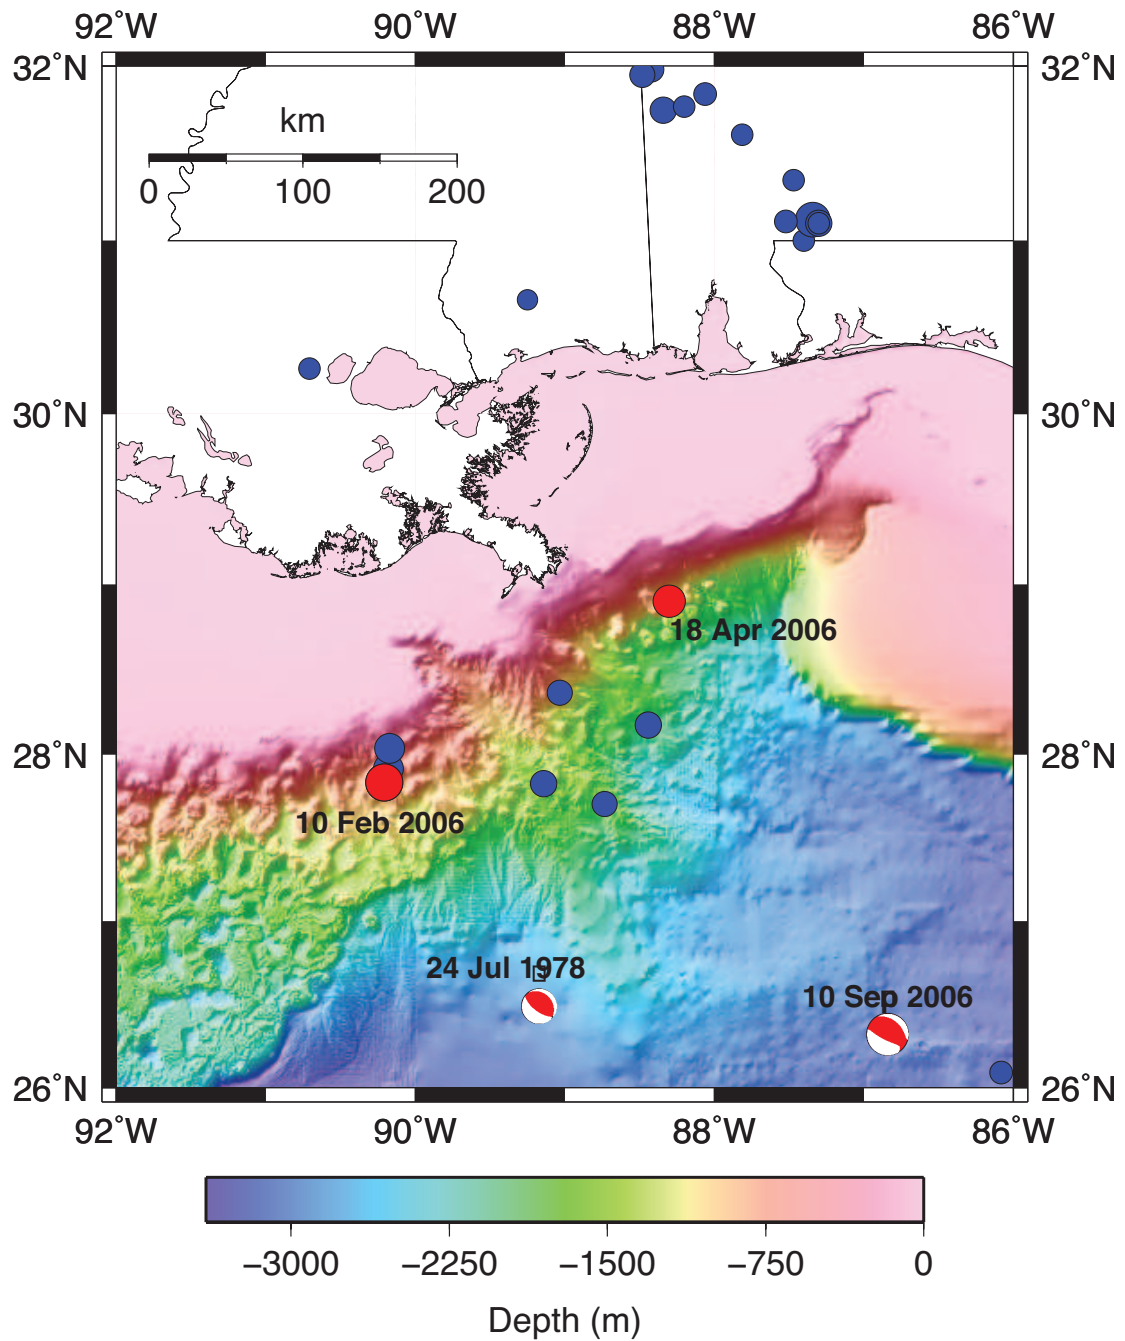 92˚W 90˚W 88˚W 86˚W
32˚N 32˚N
km
0 100 200
30˚N 30˚N
18 Apr 2006
28˚N 28˚N
10 Feb 2006
24 Jul 1978
10 Sep 2006
26˚N 26˚N
92˚W 90˚W 88˚W 86˚W
−3000 −2250 −1500 −750 0
Depth (m)